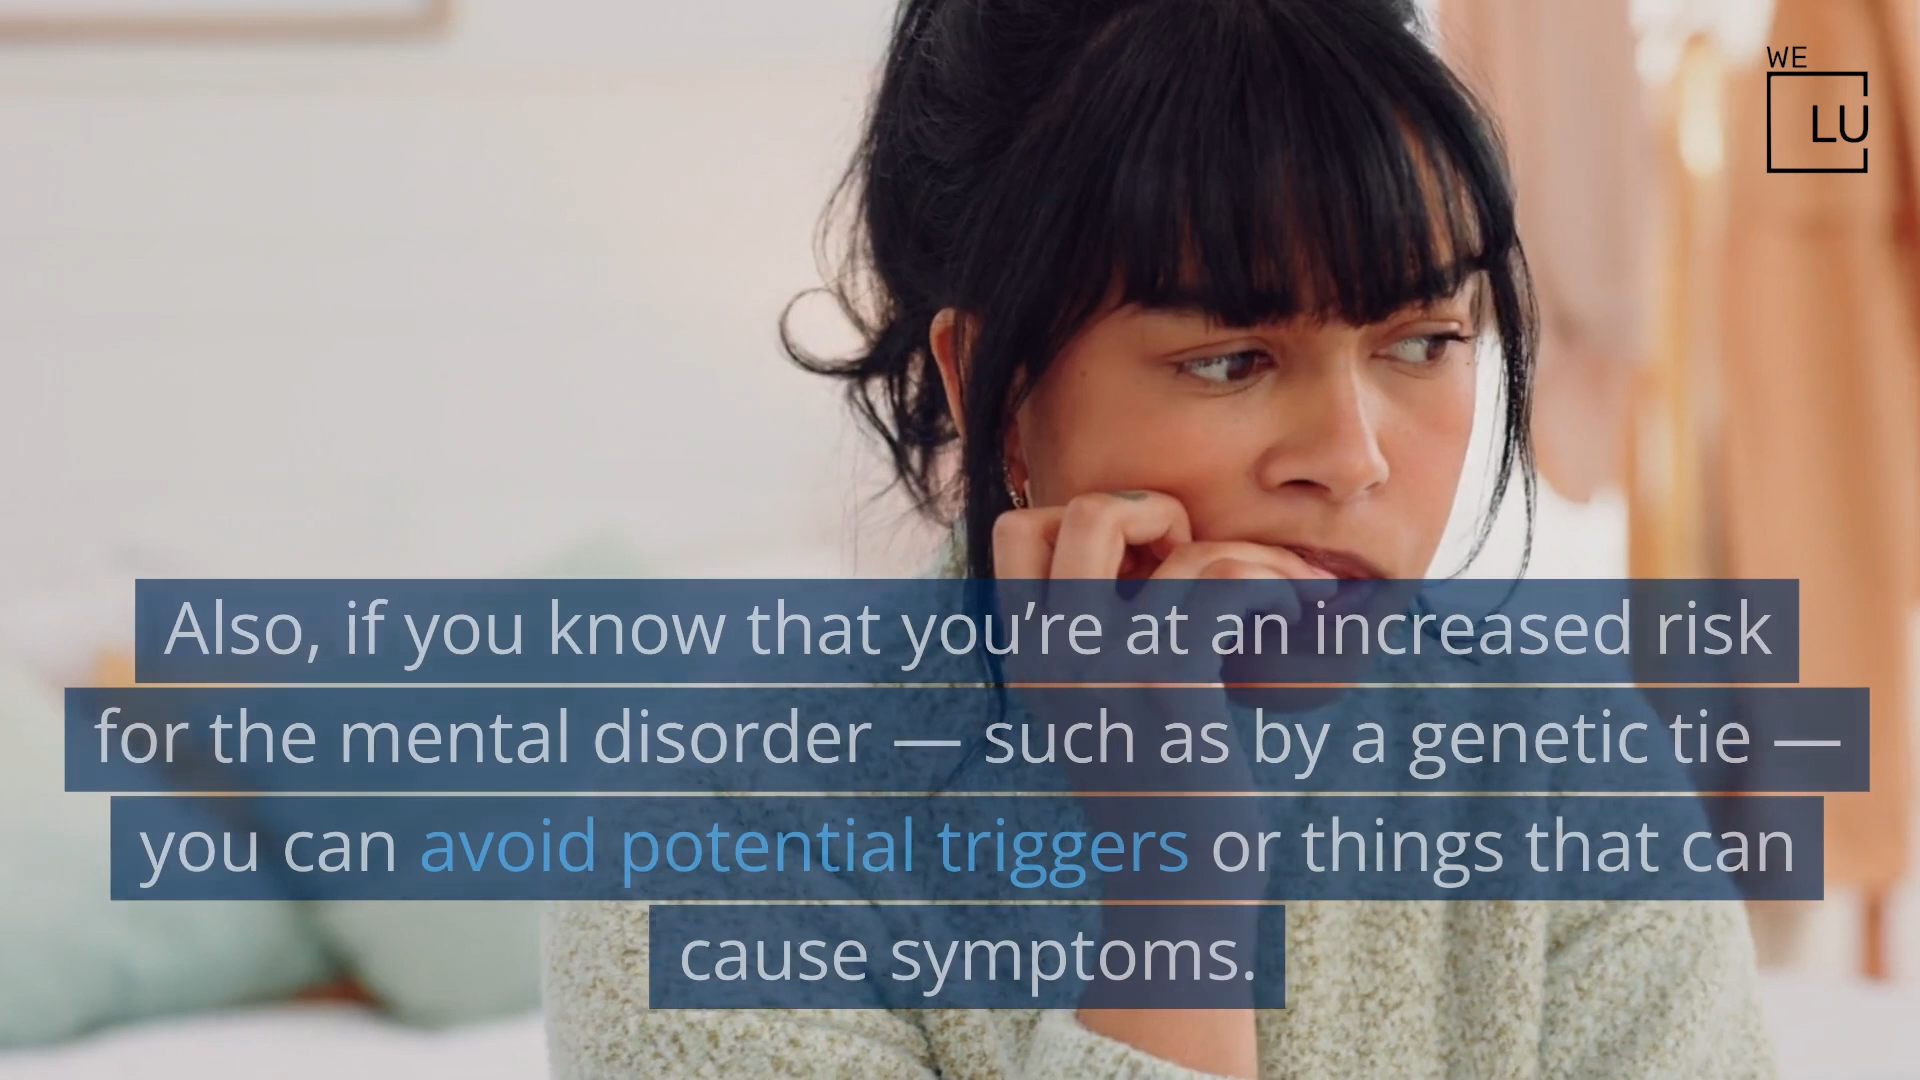 WE
LU
Also, if you know that you’re at an increased risk
for the mental disorder — such as by a genetic tie —
you can avoid potential triggers or things that can
cause symptoms.